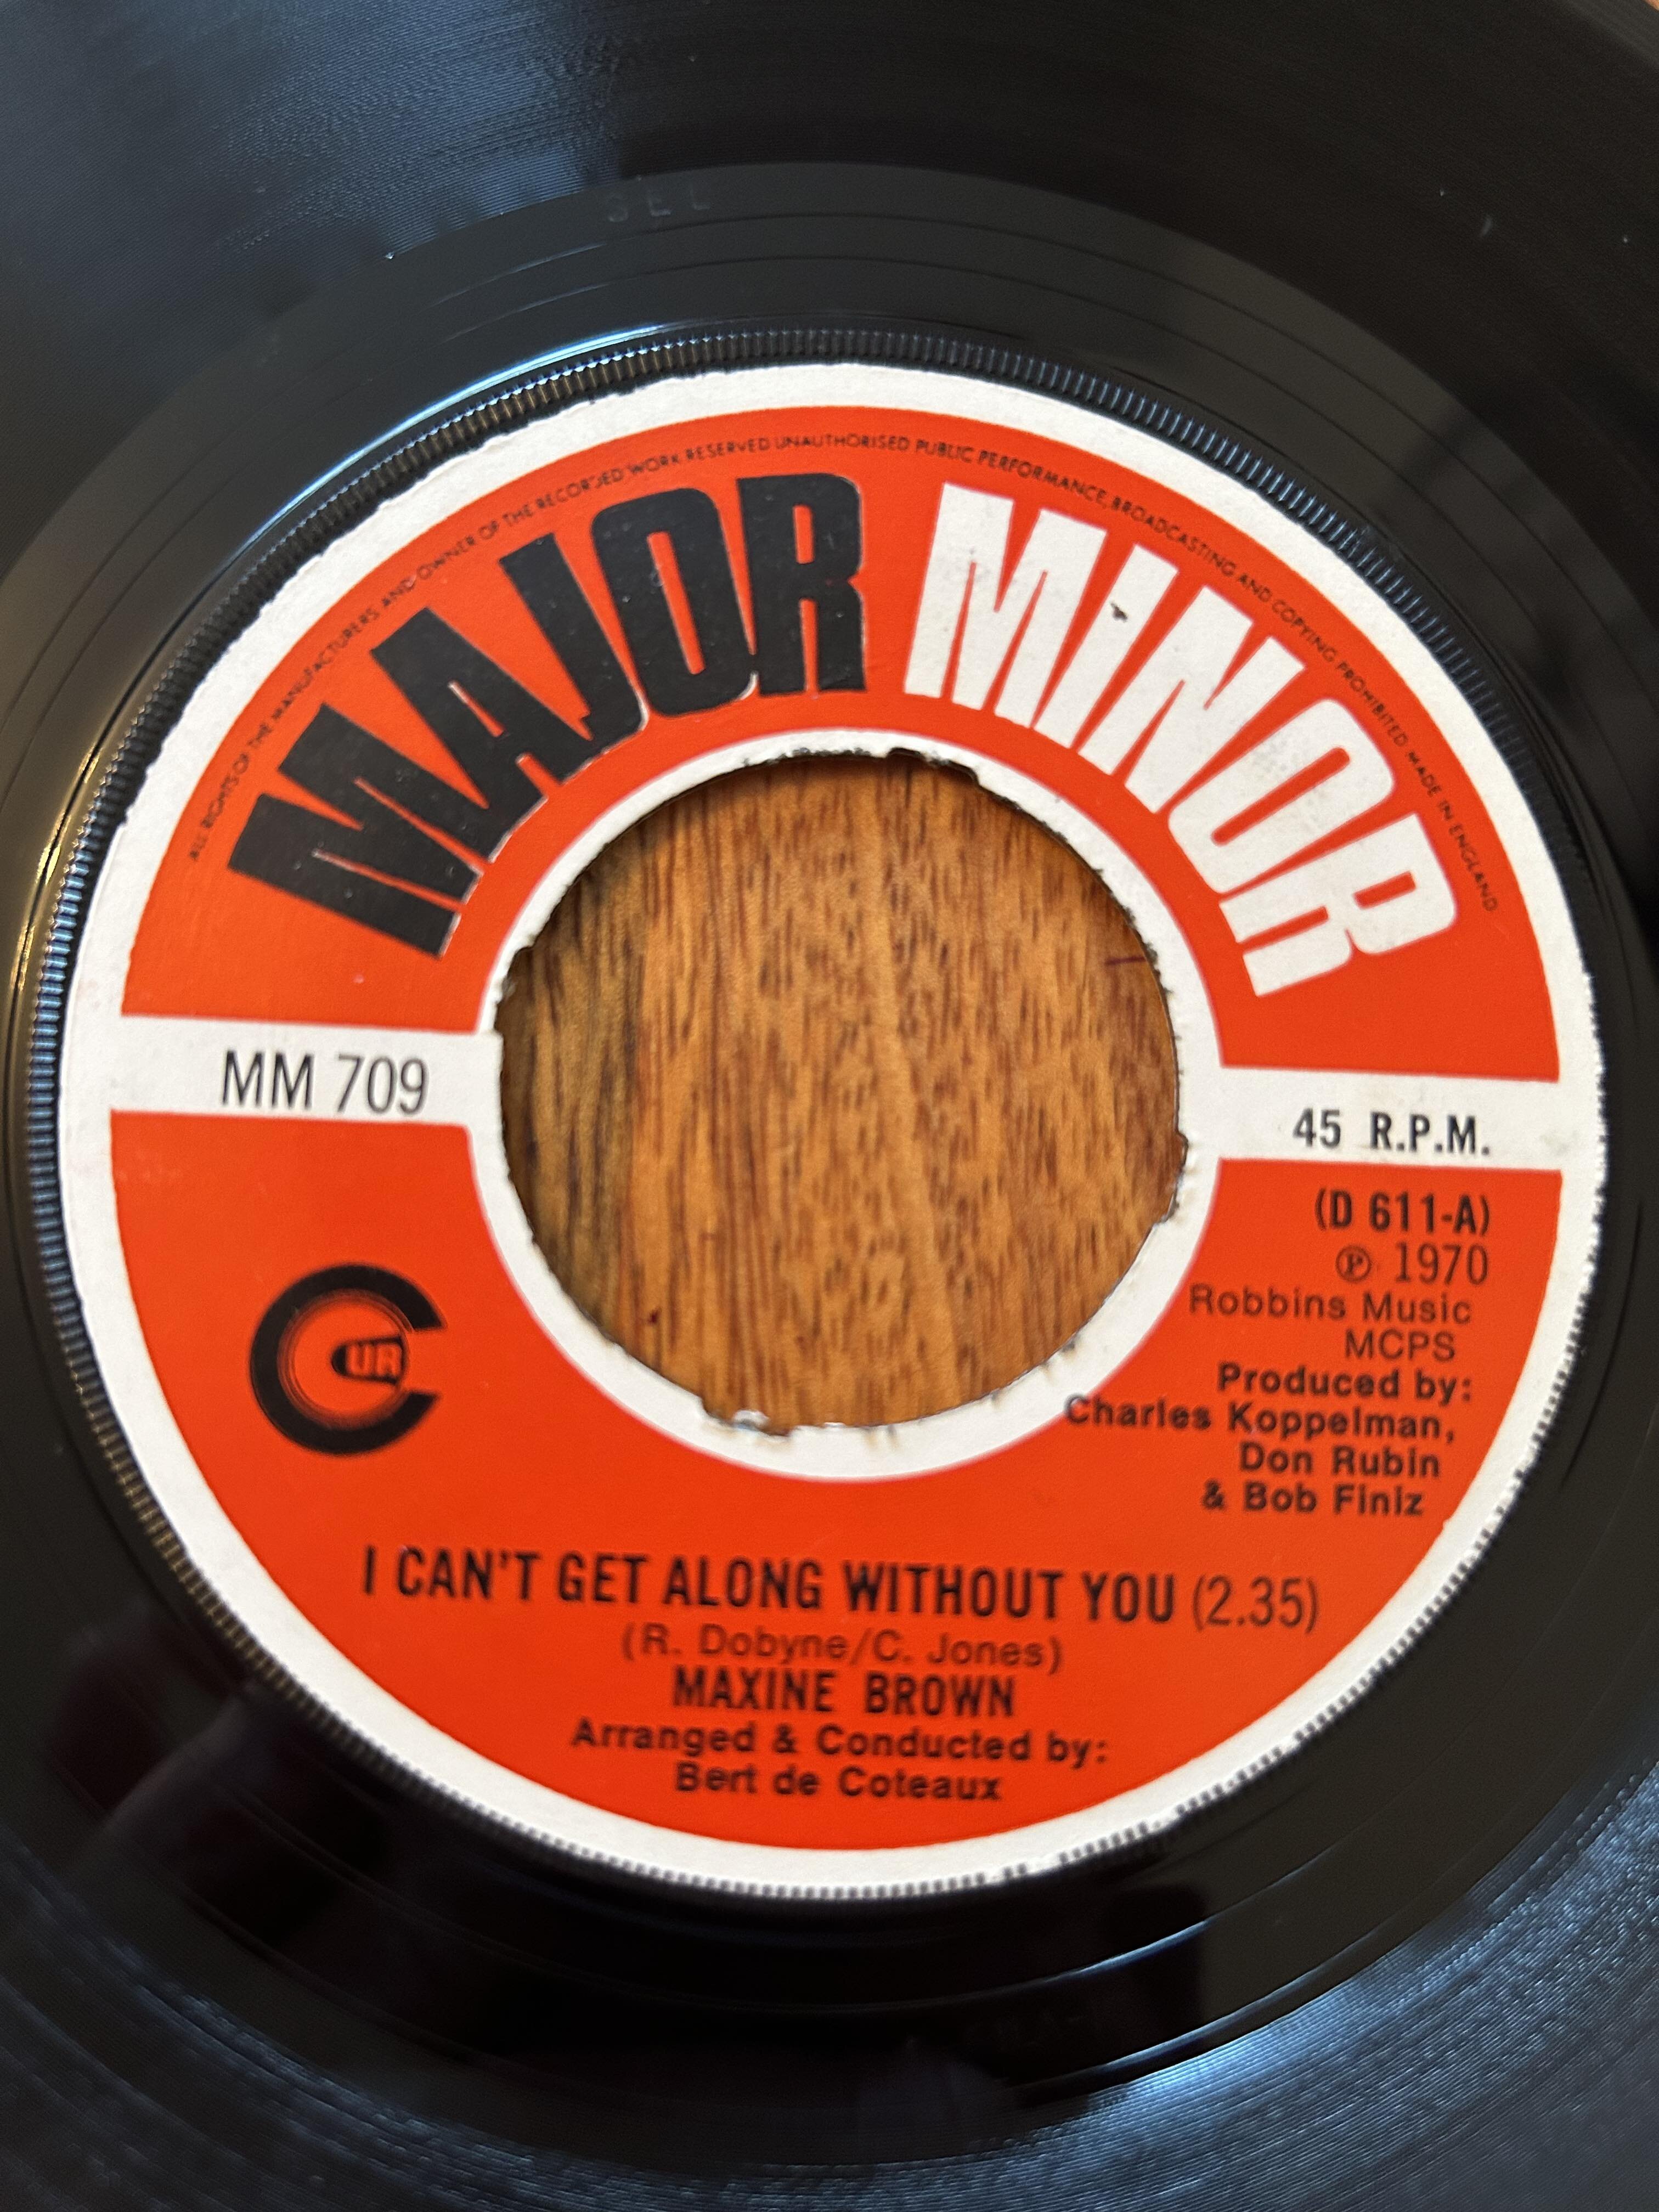 SEL
ALL RIGHTS OF THE MANUFACTURERS, AND OWNER OF THE RECORDED WORK RESERVED UNAUTHORISED PUBLIC PERFORMANCE, BROADCASTING AND COPYING PROHIBITED. MADE IN ENGLAND
MAJOR MINOR
MM 709
45 R.P.M.
(D 611-A)
℗ 1970
Robbins Music
MCPS
Produced by:
Charles Koppelman,
Don Rubin
& Bob Finiz
CUR
I CAN'T GET ALONG WITHOUT YOU (2.35)
(R. Dobyne/C. Jones)
MAXINE BROWN
Arranged & Conducted by:
Bert de Coteaux